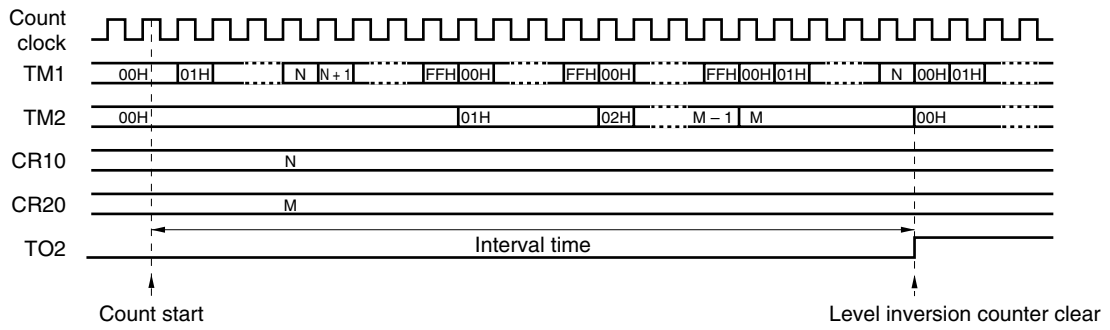 Count
clock
TM1 00H 01H N N + 1 FFH 00H FFH 00H FFH 00H 01H N 00H 01H
TM2 00H 01H 02H M – 1 M 00H
CR10 N
CR20 M
TO2 Interval time
Count start Level inversion counter clear